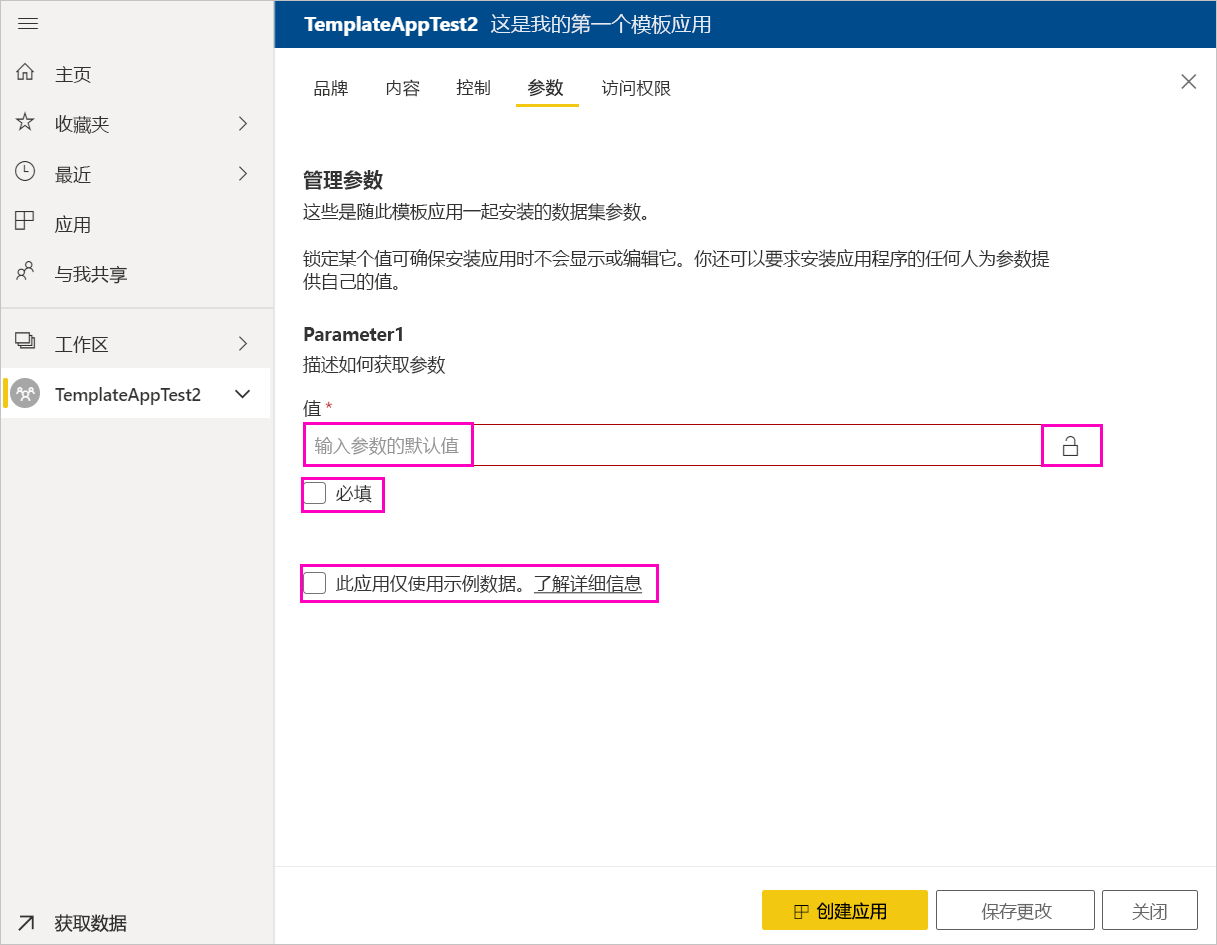 TemplateAppTest2 这是我的第一个模板应用
主页
收藏夹
最近
应用
与我共享
工作区
TemplateAppTest2
获取数据
品牌 内容 控制 参数 访问权限
管理参数
这些是随此模板应用一起安装的数据集参数。
锁定某个值可确保安装应用时不会显示或编辑它。你还可以要求安装应用程序的任何人为参数提
供自己的值。
Parameter1
描述如何获取参数
值 *
输入参数的默认值
必填
此应用仅使用示例数据。了解详细信息
创建应用 保存更改 关闭